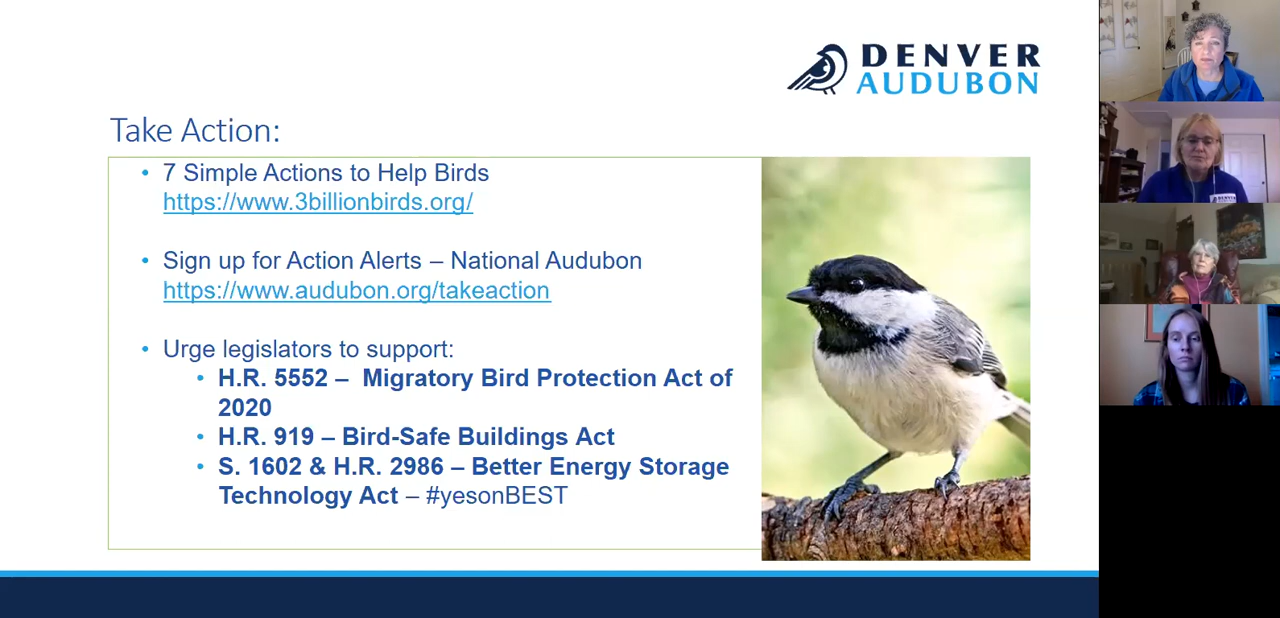 DENVER
AUDUBON
Take Action:
• 7 Simple Actions to Help Birds
https://www.3billionbirds.org/
• Sign up for Action Alerts – National Audubon
https://www.audubon.org/takeaction
• Urge legislators to support:
• H.R. 5552 – Migratory Bird Protection Act of
2020
• H.R. 919 – Bird-Safe Buildings Act
• S. 1602 & H.R. 2986 – Better Energy Storage
Technology Act – #yesonBEST